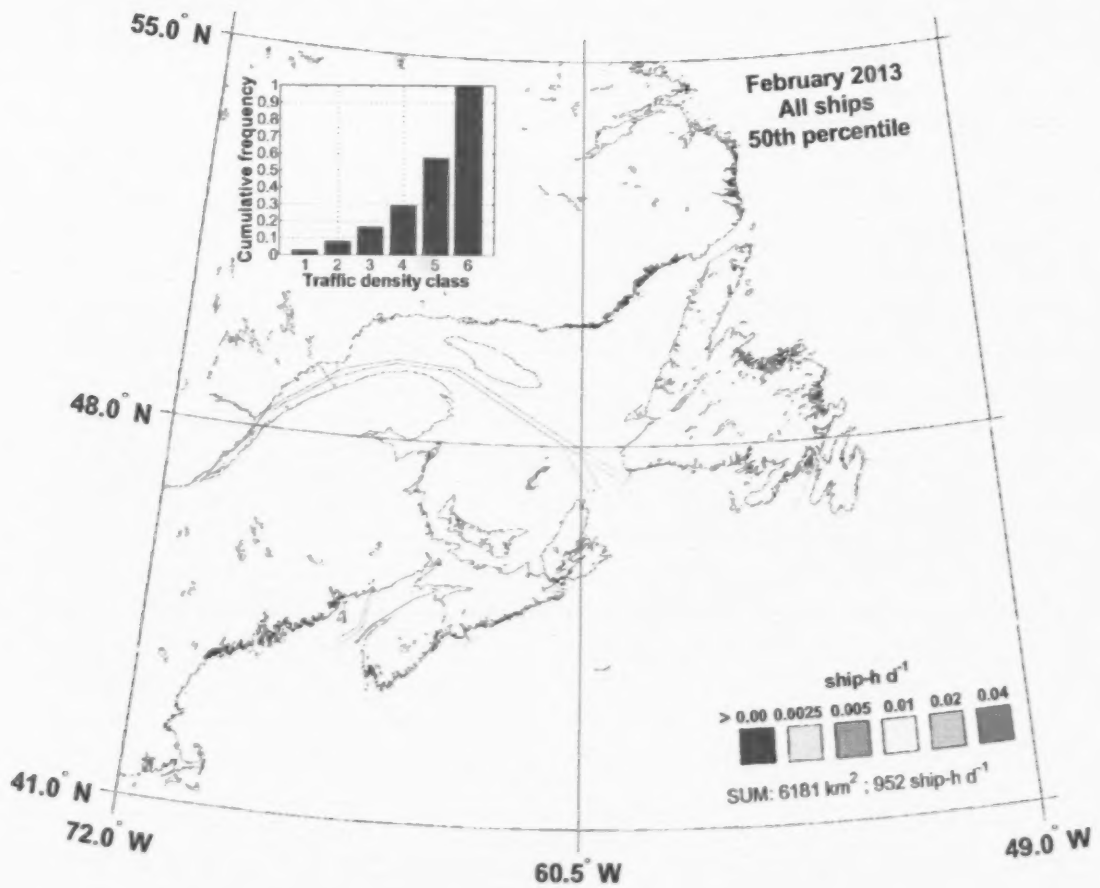 55.0° N
February 2013
All ships
50th percentile
Cumulative frequency
1
0.9
0.8
0.7
0.6
0.5
0.4
0.3
0.2
0.1
0
1 2 3 4 5 6
Traffic density class
48.0° N
ship-h d⁻¹
> 0.00 0.0025 0.005 0.01 0.02 0.04
SUM: 6181 km² ; 952 ship-h d⁻¹
41.0° N
72.0° W
60.5° W
49.0° W